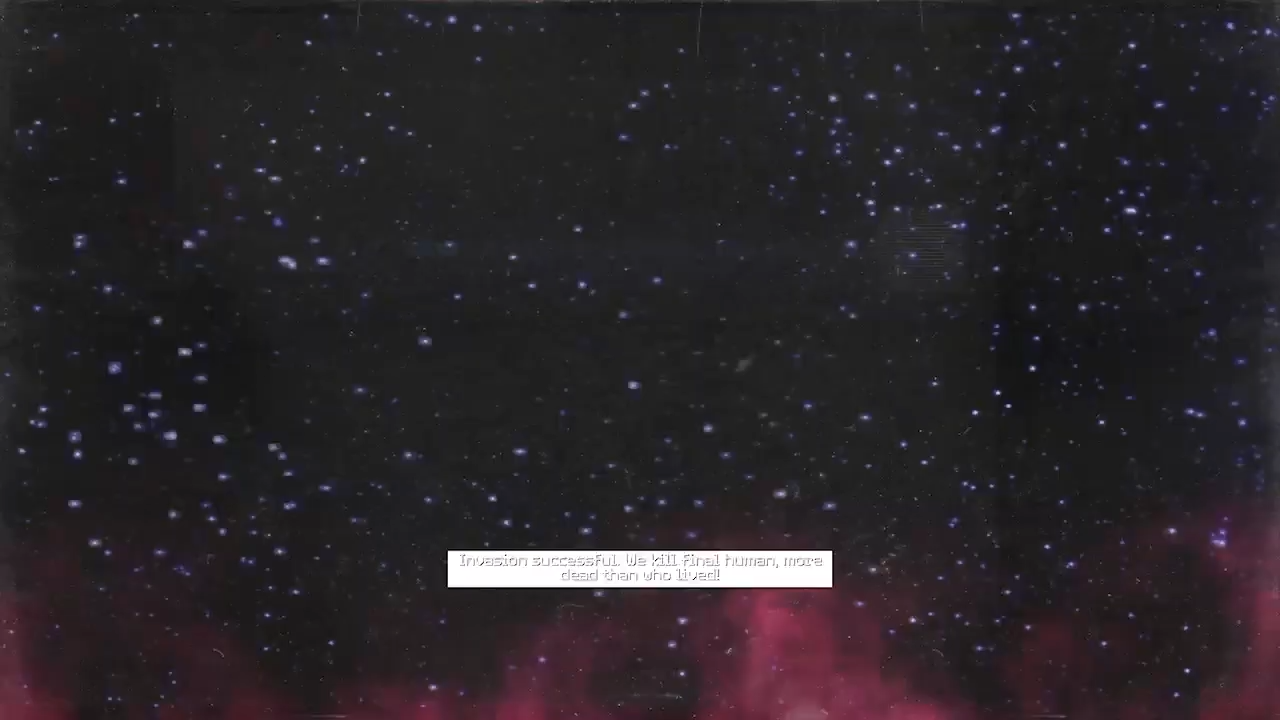 Invasion successful. We kill final human, more
dead than who lived!